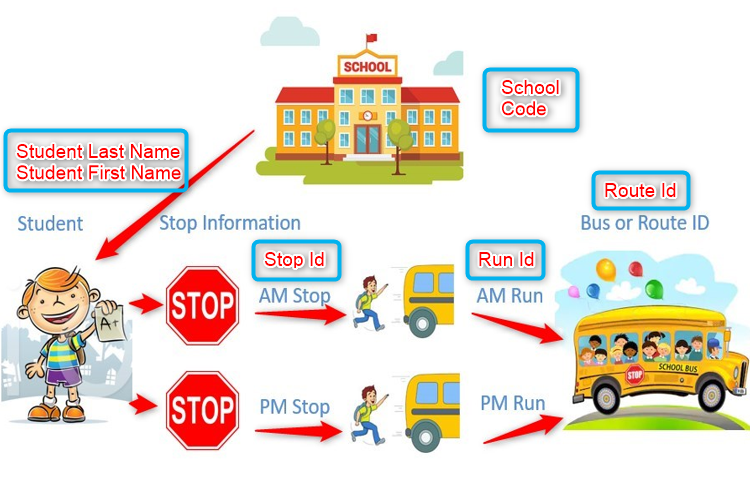 SCHOOL
School
Code
Student Last Name
Student First Name
Route Id
Student
Stop Information
Bus or Route ID
Stop Id
Run Id
AM Stop
AM Run
STOP
A+
STOP
SCHOOL BUS
STOP
PM Stop
PM Run